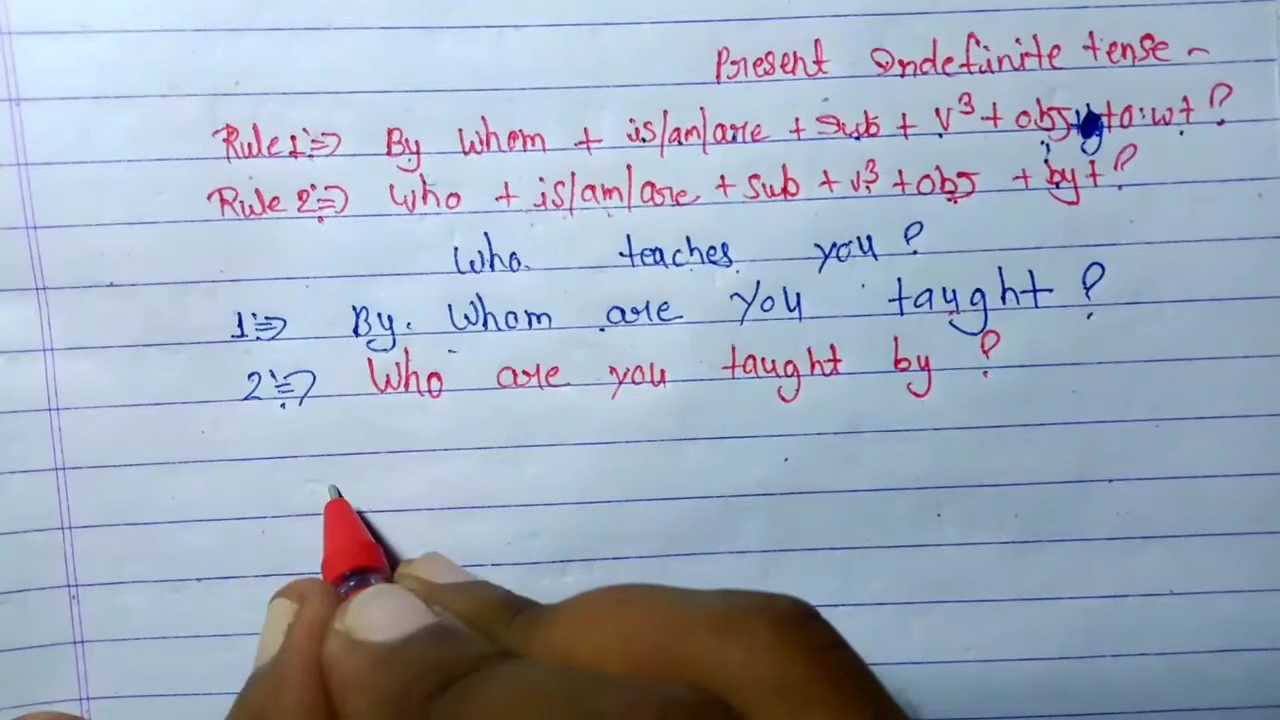 Present Indefinite tense -
Rule 1:⇒ By Whom + is/am/are + Sub + V³ + obj + o:wt ?
Rule 2:⇒ Who + is/am/are + Sub + V³ + obj + by + ?
Who teaches you ?
1:⇒ By Whom are You taught ?
2:⇒ Who are you taught by ?